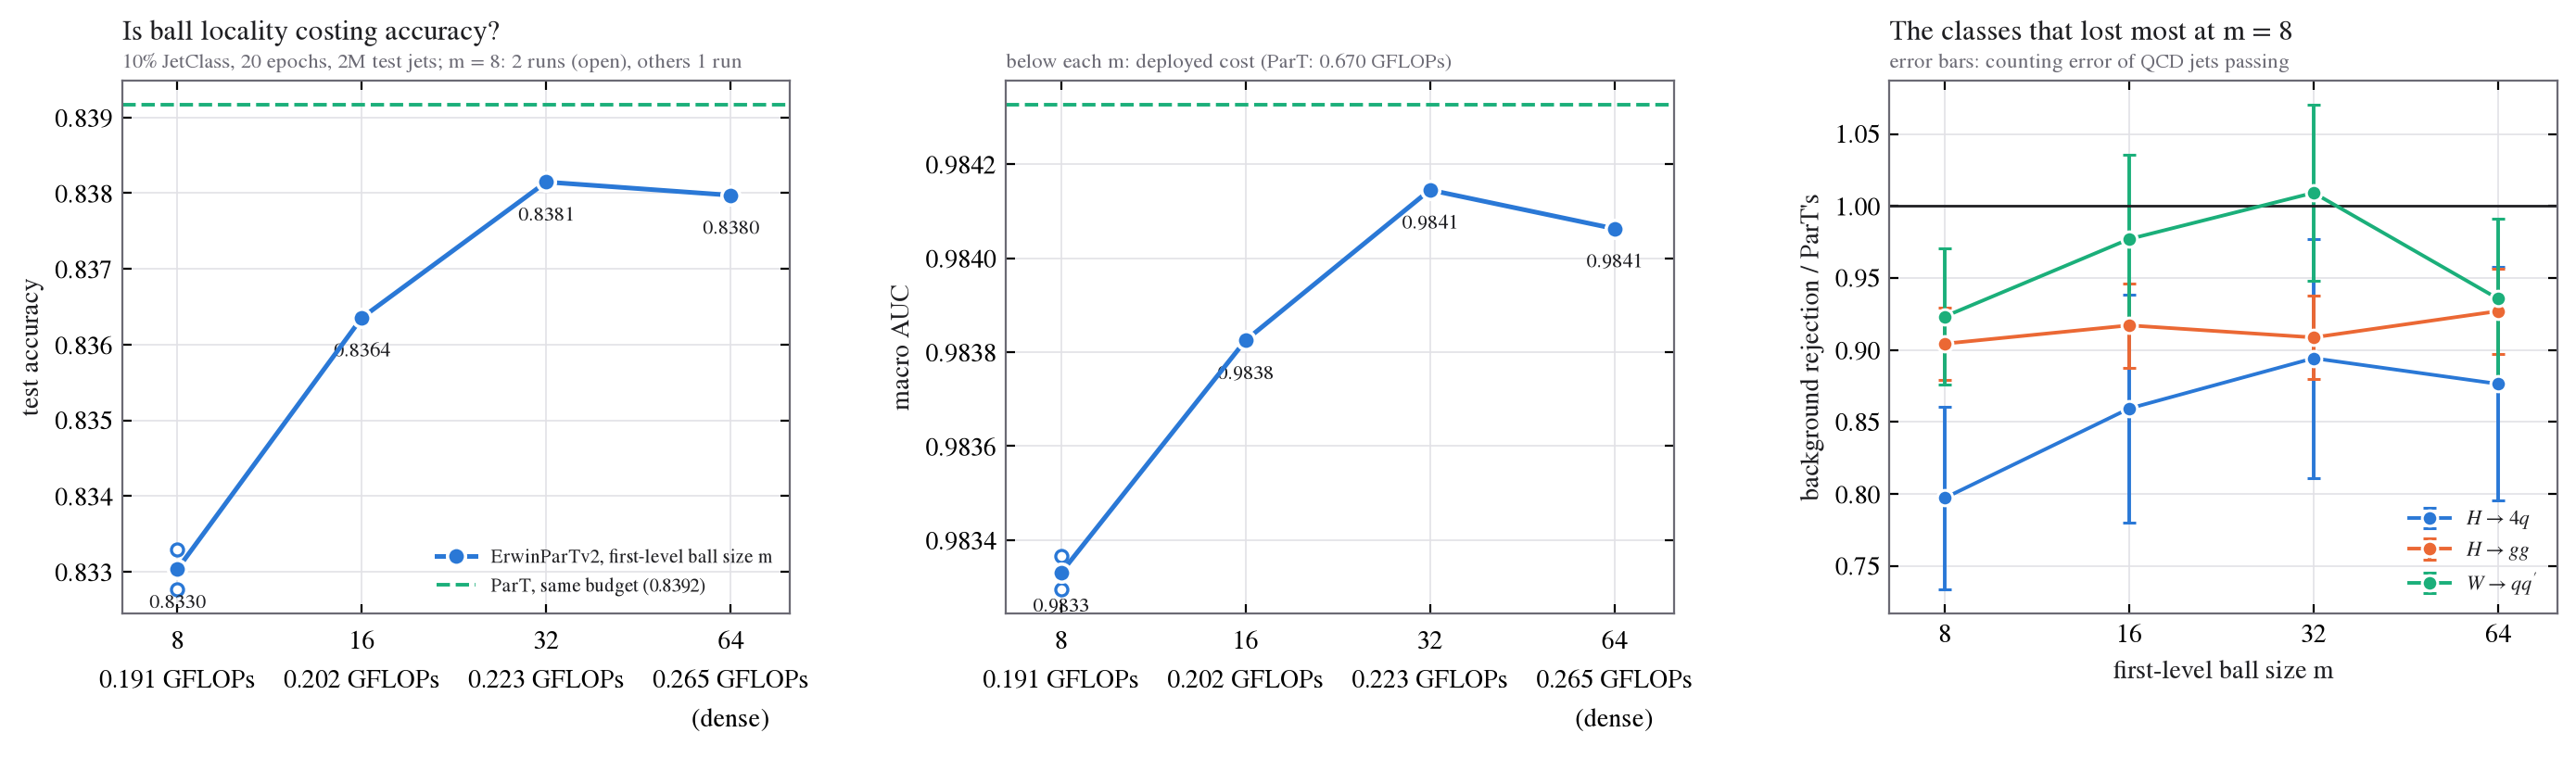 Is ball locality costing accuracy?
10% JetClass, 20 epochs, 2M test jets; m = 8: 2 runs (open), others 1 run
test accuracy
0.839
0.838
0.837
0.836
0.835
0.834
0.833
0.8330
0.8364
0.8381
0.8380
ErwinParTv2, first-level ball size m
ParT, same budget (0.8392)
8
16
32
64
0.191 GFLOPs
0.202 GFLOPs
0.223 GFLOPs
0.265 GFLOPs
(dense)
below each m: deployed cost (ParT: 0.670 GFLOPs)
macro AUC
0.9842
0.9840
0.9838
0.9836
0.9834
0.9833
0.9838
0.9841
0.9841
8
16
32
64
0.191 GFLOPs
0.202 GFLOPs
0.223 GFLOPs
0.265 GFLOPs
(dense)
The classes that lost most at m = 8
error bars: counting error of QCD jets passing
background rejection / ParT's
1.05
1.00
0.95
0.90
0.85
0.80
0.75
H → 4q
H → gg
W → qq′
8
16
32
64
first-level ball size m